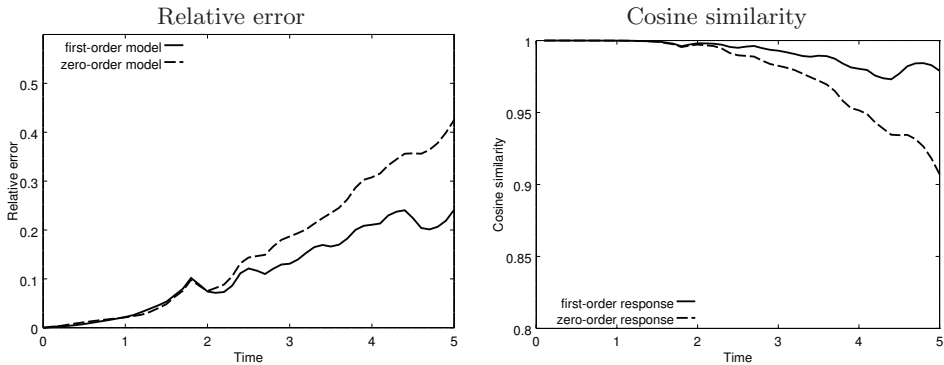 Relative error
first-order model
zero-order model
0.5
0.4
0.3
0.2
0.1
0
0 1 2 3 4 5
Time
Relative error
Cosine similarity
1
0.95
0.9
0.85
0.8
first-order response
zero-order response
0 1 2 3 4 5
Time
Cosine similarity